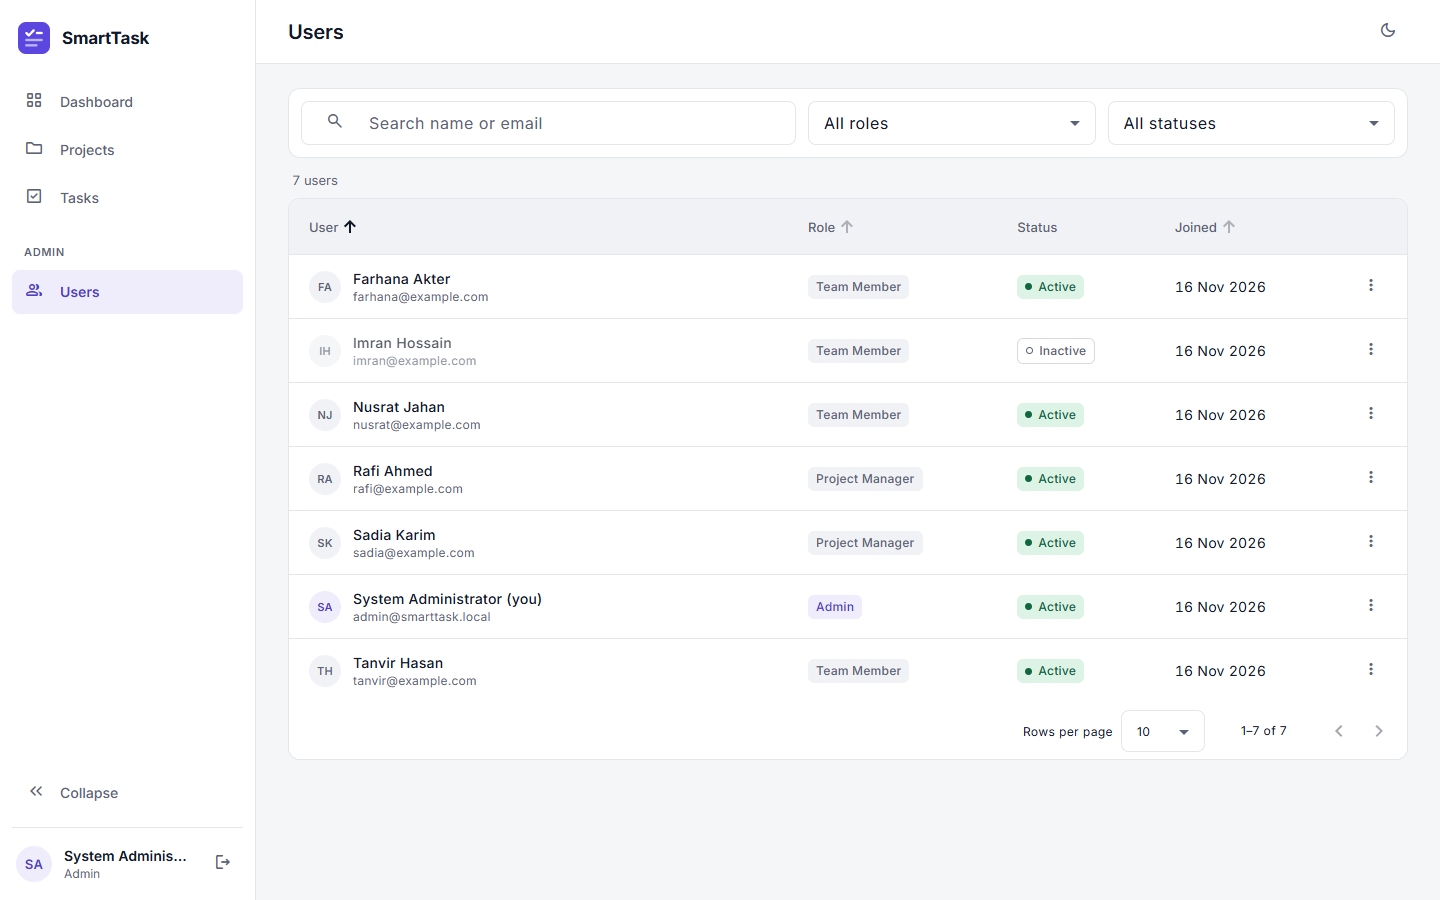 SmartTask
Users
Dashboard
Projects
Tasks
ADMIN
Users
Search name or email
All roles
All statuses
7 users
User Role Status Joined
FA Farhana Akter Team Member Active 16 Nov 2026
farhana@example.com
IH Imran Hossain Team Member Inactive 16 Nov 2026
imran@example.com
NJ Nusrat Jahan Team Member Active 16 Nov 2026
nusrat@example.com
RA Rafi Ahmed Project Manager Active 16 Nov 2026
rafi@example.com
SK Sadia Karim Project Manager Active 16 Nov 2026
sadia@example.com
SA System Administrator (you) Admin Active 16 Nov 2026
admin@smarttask.local
TH Tanvir Hasan Team Member Active 16 Nov 2026
tanvir@example.com
Rows per page 10 1–7 of 7
Collapse
SA System Adminis...
Admin